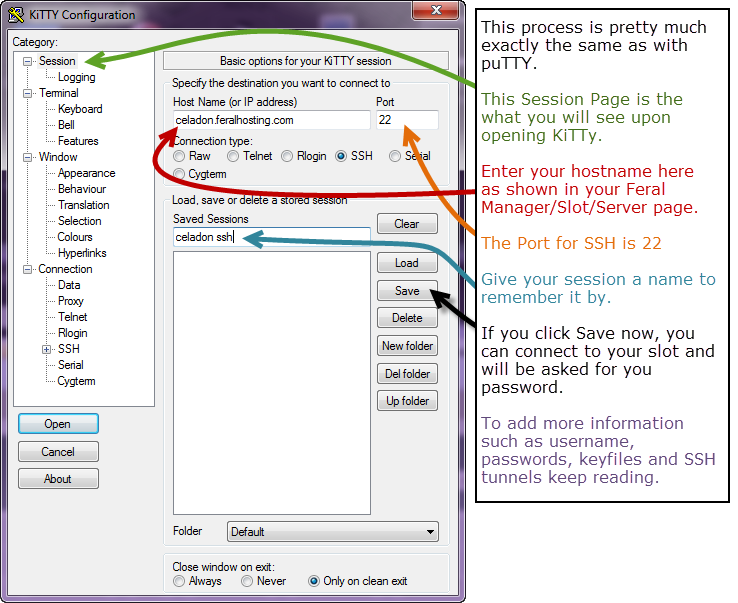 KiTTY Configuration
Category:
Session
Logging
Terminal
Keyboard
Bell
Features
Window
Appearance
Behaviour
Translation
Selection
Colours
Hyperlinks
Connection
Data
Proxy
Telnet
Rlogin
SSH
Serial
Cygterm
Open
Cancel
About
Basic options for your KiTTY session
Specify the destination you want to connect to
Host Name (or IP address) Port
celadon.feralhosting.com 22
Connection type:
Raw Telnet Rlogin SSH Serial
Cygterm
Load, save or delete a stored session
Saved Sessions
celadon ssh
Clear
Load
Save
Delete
New folder
Del folder
Up folder
Folder Default
Close window on exit:
Always Never Only on clean exit
This process is pretty much
exactly the same as with
puTTY.
This Session Page is the
what you will see upon
opening KiTTy.
Enter your hostname here
as shown in your Feral
Manager/Slot/Server page.
The Port for SSH is 22
Give your session a name to
remember it by.
If you click Save now, you
can connect to your slot and
will be asked for you
password.
To add more information
such as username,
passwords, keyfiles and SSH
tunnels keep reading.